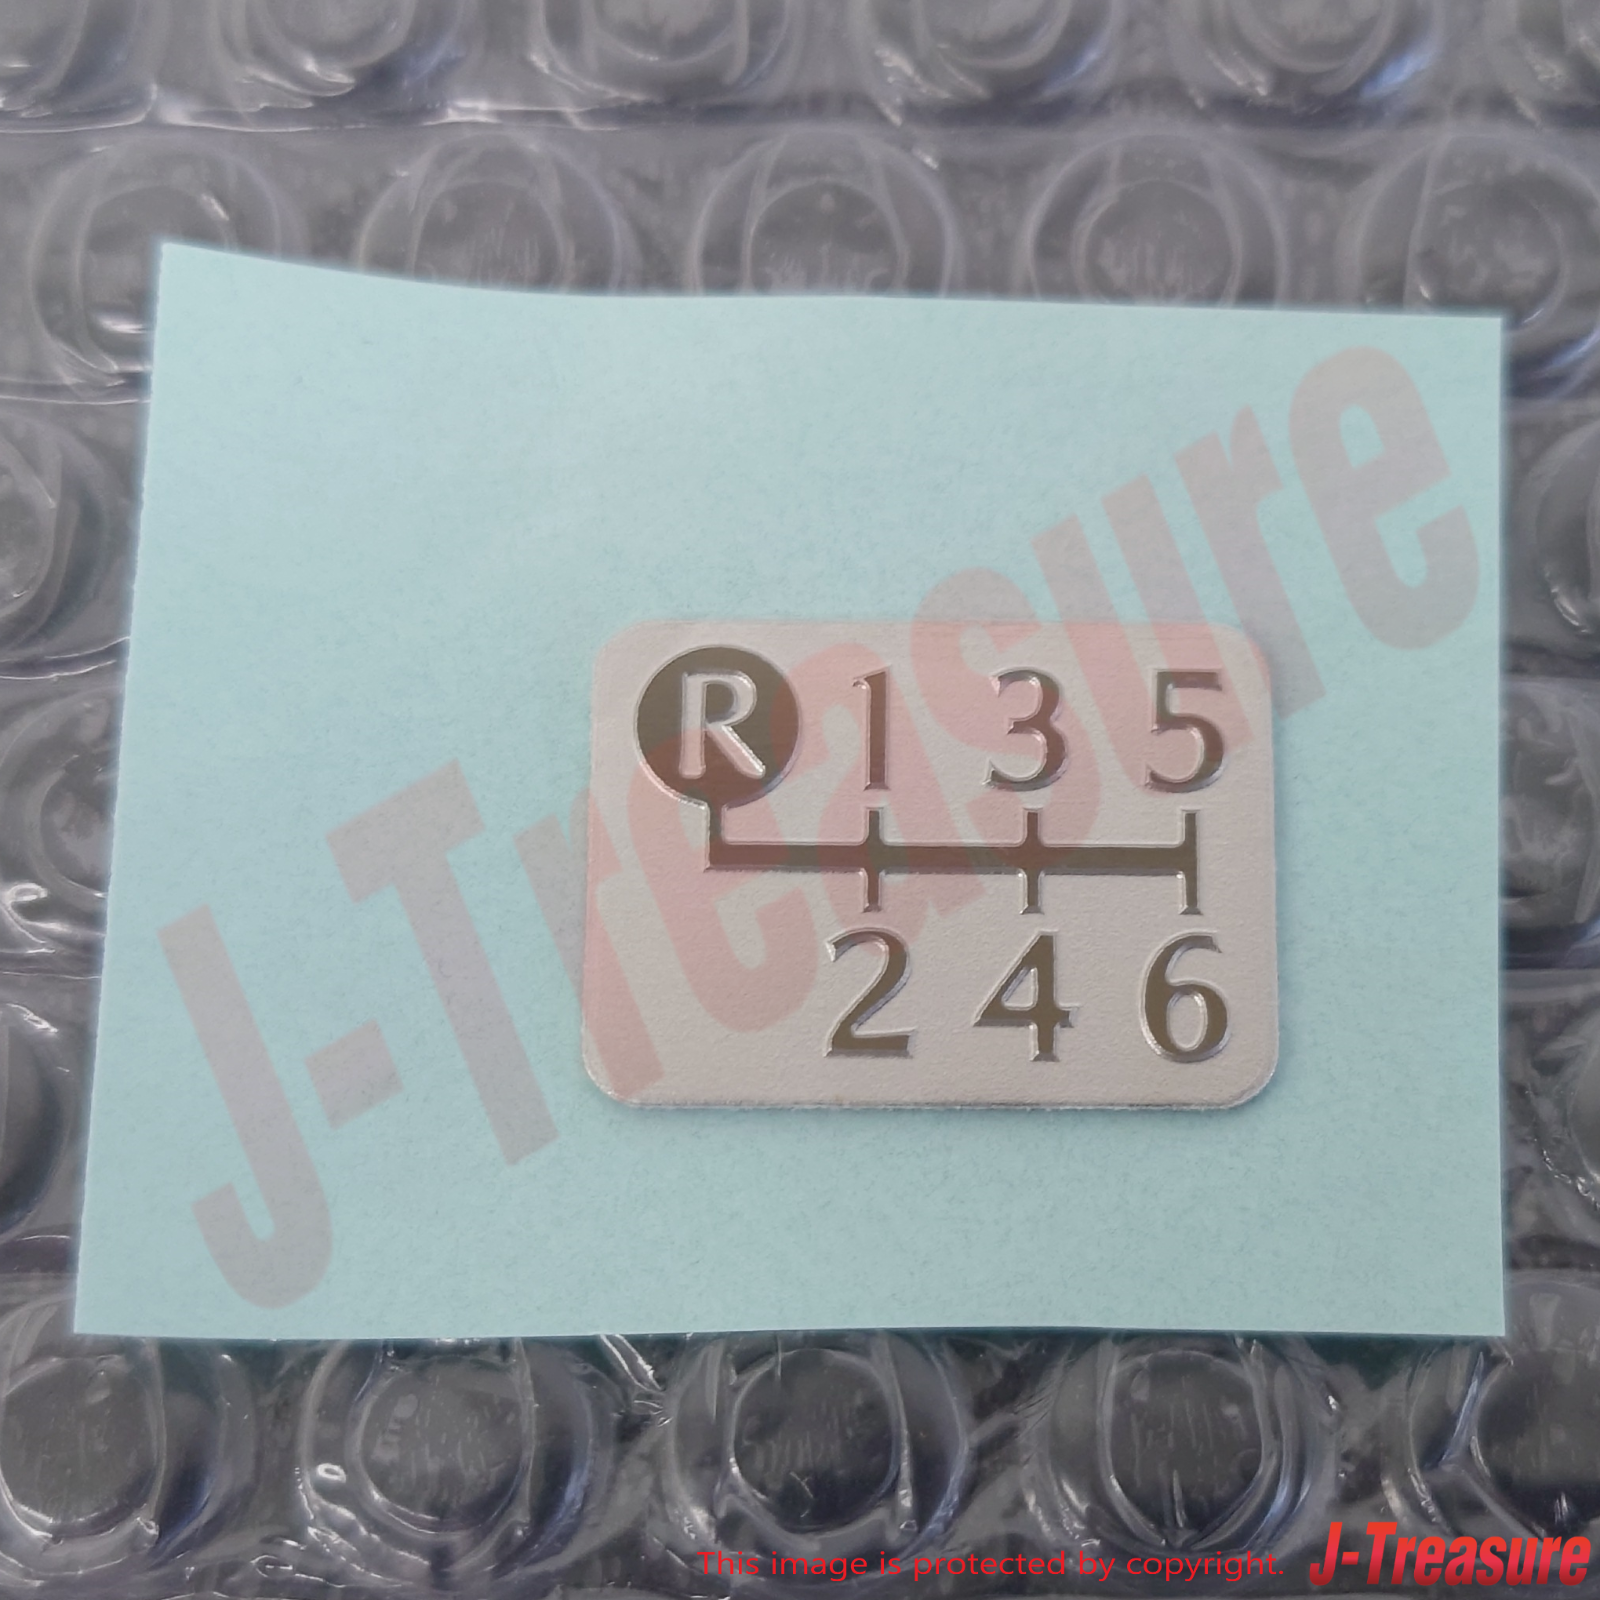 R 1 3 5
2 4 6
J-Treasure
This image is protected by copyright. J-Treasure